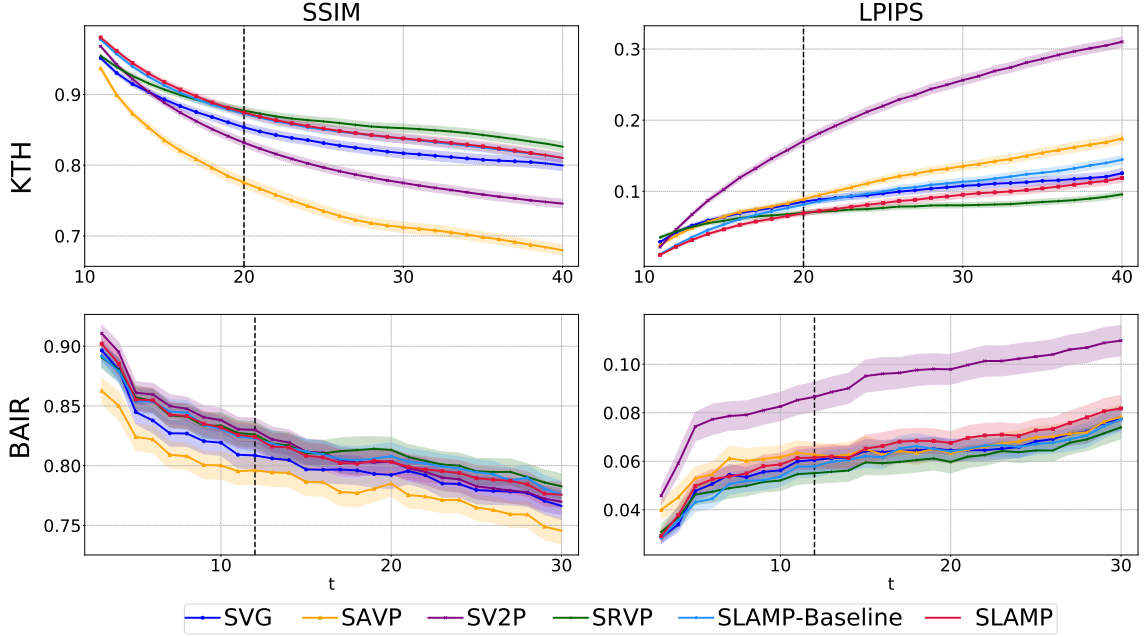 SSIM
LPIPS
KTH
0.9
0.8
0.7
10 20 30 40
0.3
0.2
0.1
10 20 30 40
BAIR
0.90
0.85
0.80
0.75
10 20 30
t
0.10
0.08
0.06
0.04
10 20 30
t
SVG SAVP SV2P SRVP SLAMP-Baseline SLAMP